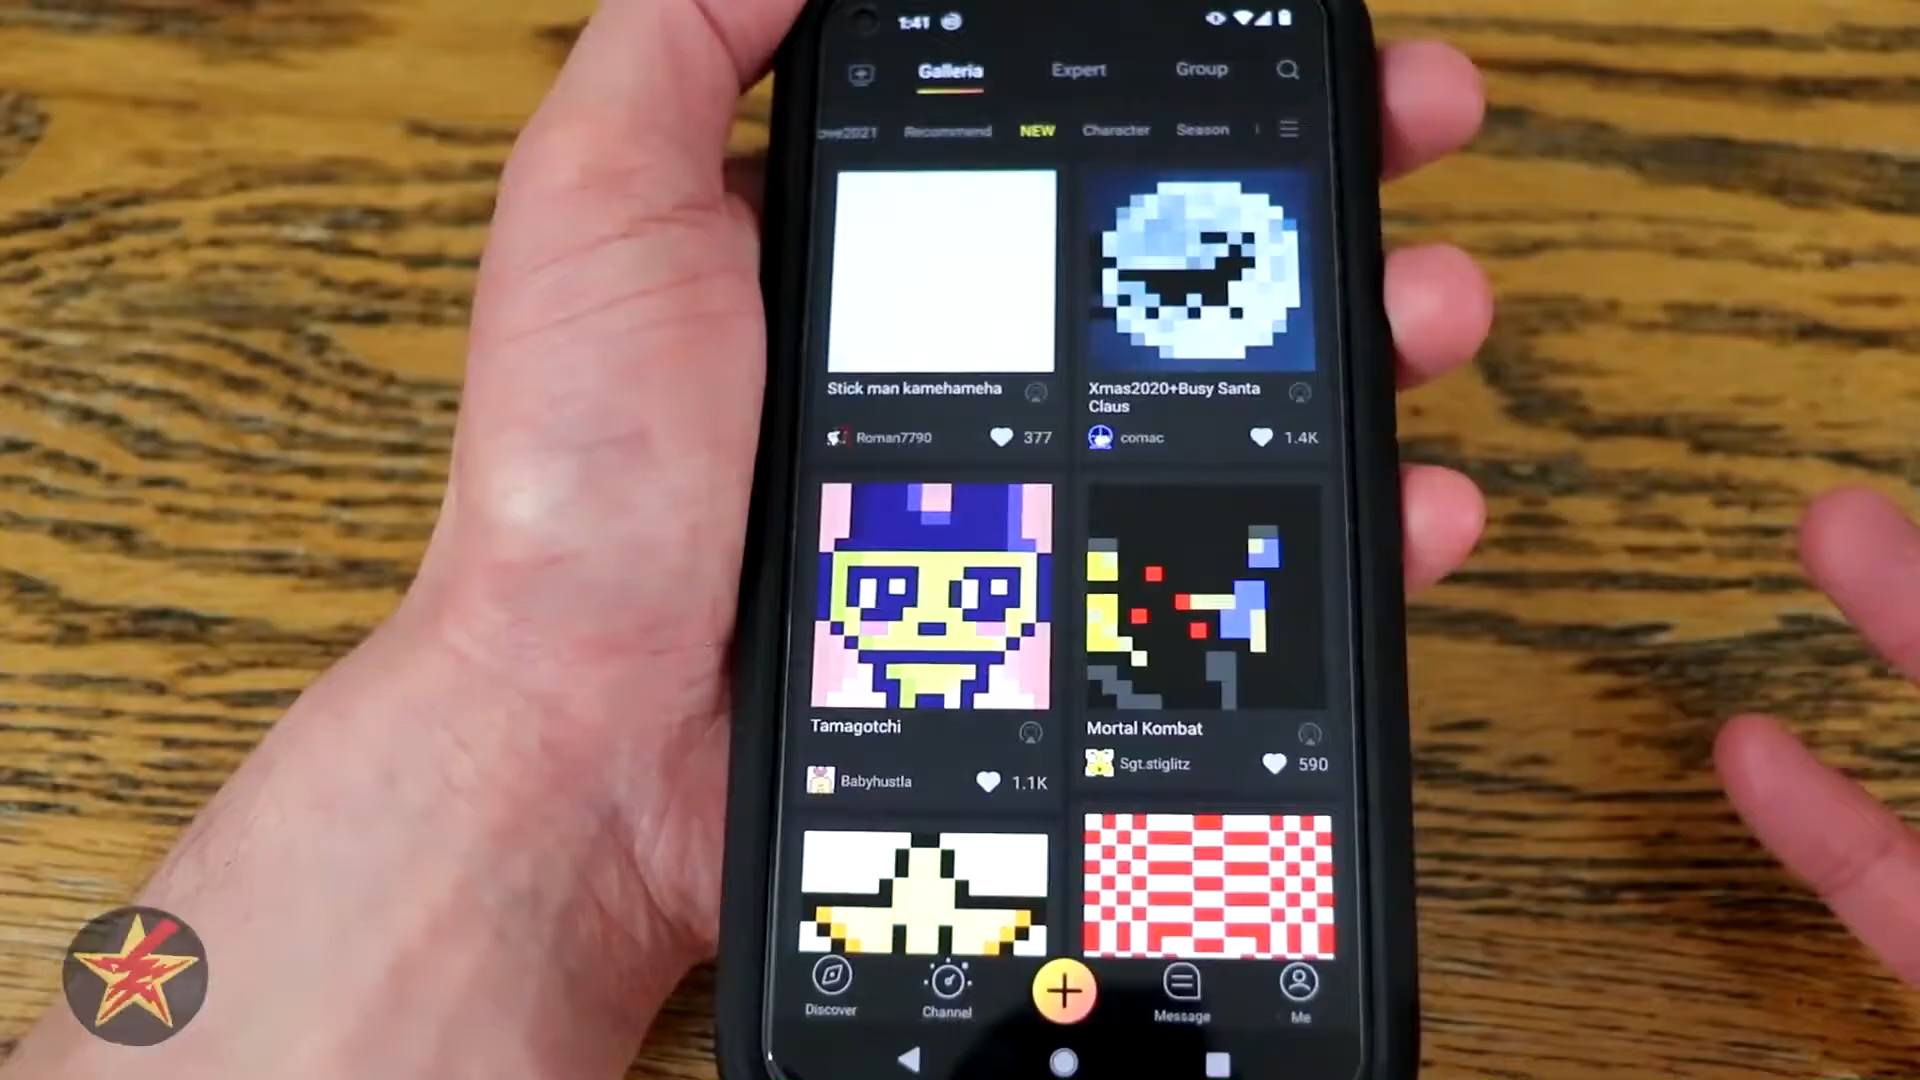 1:41
Galleria Expert Group
owe2021 Recommend NEW Character Season
Stick man kamehameha
Xmas2020+Busy Santa
Claus
Roman7790 377
comac 1.4K
Tamagotchi
Mortal Kombat
Babyhustla 1.1K
Sgt.stiglitz 590
Discover Channel Message Me